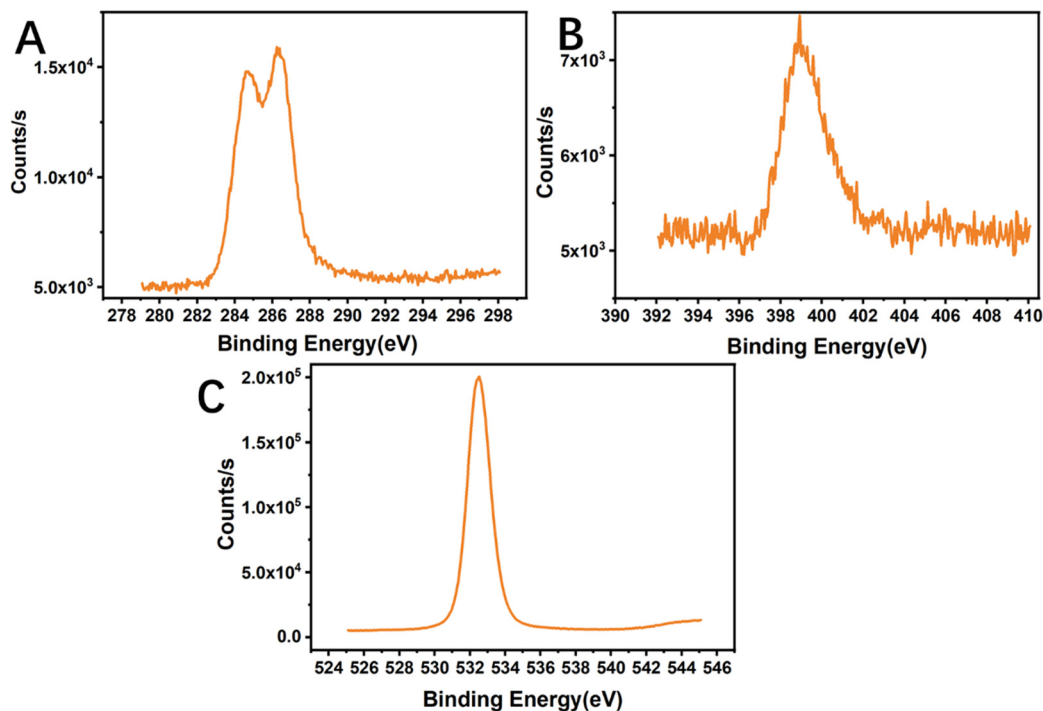 A
1.5x10⁴
1.0x10⁴
5.0x10³
Counts/s
278 280 282 284 286 288 290 292 294 296 298
Binding Energy(eV)
B
7x10³
6x10³
5x10³
Counts/s
390 392 394 396 398 400 402 404 406 408 410
Binding Energy(eV)
C
2.0x10⁵
1.5x10⁵
1.0x10⁵
5.0x10⁴
0.0
Counts/s
524 526 528 530 532 534 536 538 540 542 544 546
Binding Energy(eV)